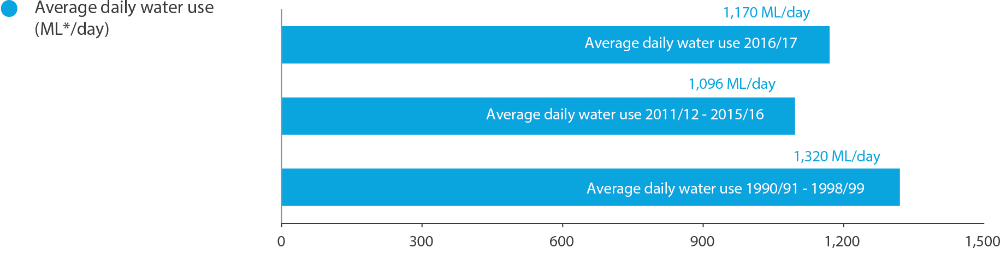 Average daily water use
(ML*/day)
1,170 ML/day
Average daily water use 2016/17
1,096 ML/day
Average daily water use 2011/12 - 2015/16
1,320 ML/day
Average daily water use 1990/91 - 1998/99
0 300 600 900 1,200 1,500